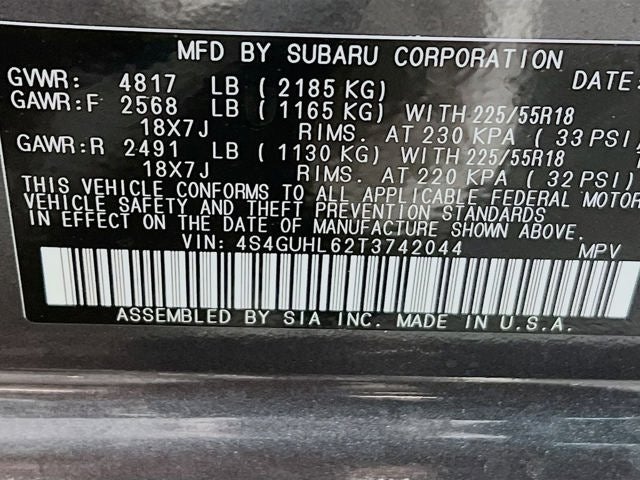 MFD BY SUBARU CORPORATION DATE:
GVWR: 4817 LB ( 2185 KG)
GAWR:F 2568 LB ( 1165 KG) WITH 225/55R18
18X7J RIMS. AT 230 KPA ( 33 PSI)
GAWR:R 2491 LB ( 1130 KG) WITH 225/55R18
18X7J RIMS. AT 220 KPA ( 32 PSI)
THIS VEHICLE CONFORMS TO ALL APPLICABLE FEDERAL MOTOR
VEHICLE SAFETY AND THEFT PREVENTION STANDARDS
IN EFFECT ON THE DATE OF MANUFACTURE SHOWN ABOVE.
VIN: 4S4GUHL62T3742044 MPV
ASSEMBLED BY SIA INC. MADE IN U.S.A.